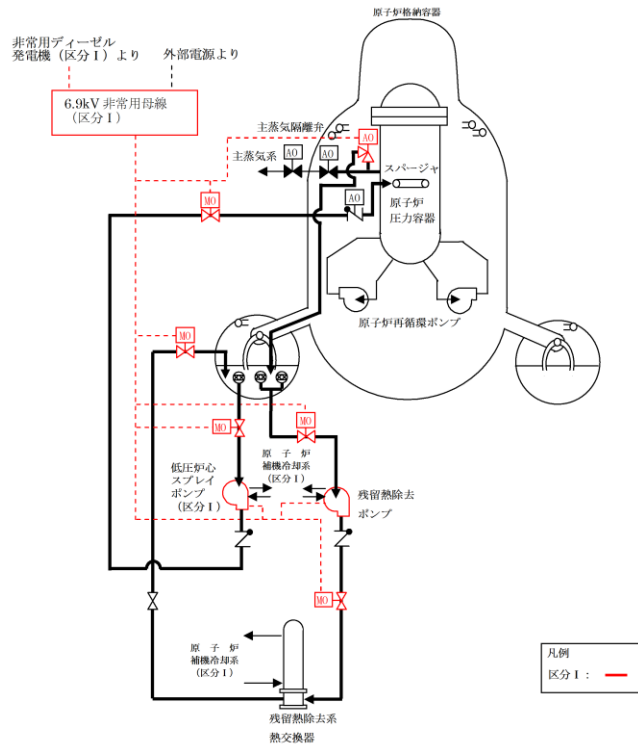 原子炉格納容器
非常用ディーゼル
発電機（区分Ⅰ）より
外部電源より
6.9kV 非常用母線
（区分Ⅰ）
主蒸気隔離弁
AO
AO
AO
主蒸気系
スパージャ
MO
AO
原子炉
圧力容器
原子炉再循環ポンプ
MO
MO
MO
原 子 炉
補機冷却系
（区分Ⅰ）
低圧炉心
スプレイ
ポンプ
（区分Ⅰ）
残留熱除去
ポンプ
MO
原 子 炉
補機冷却系
（区分Ⅰ）
残留熱除去系
熱交換器
凡例
区分Ⅰ：